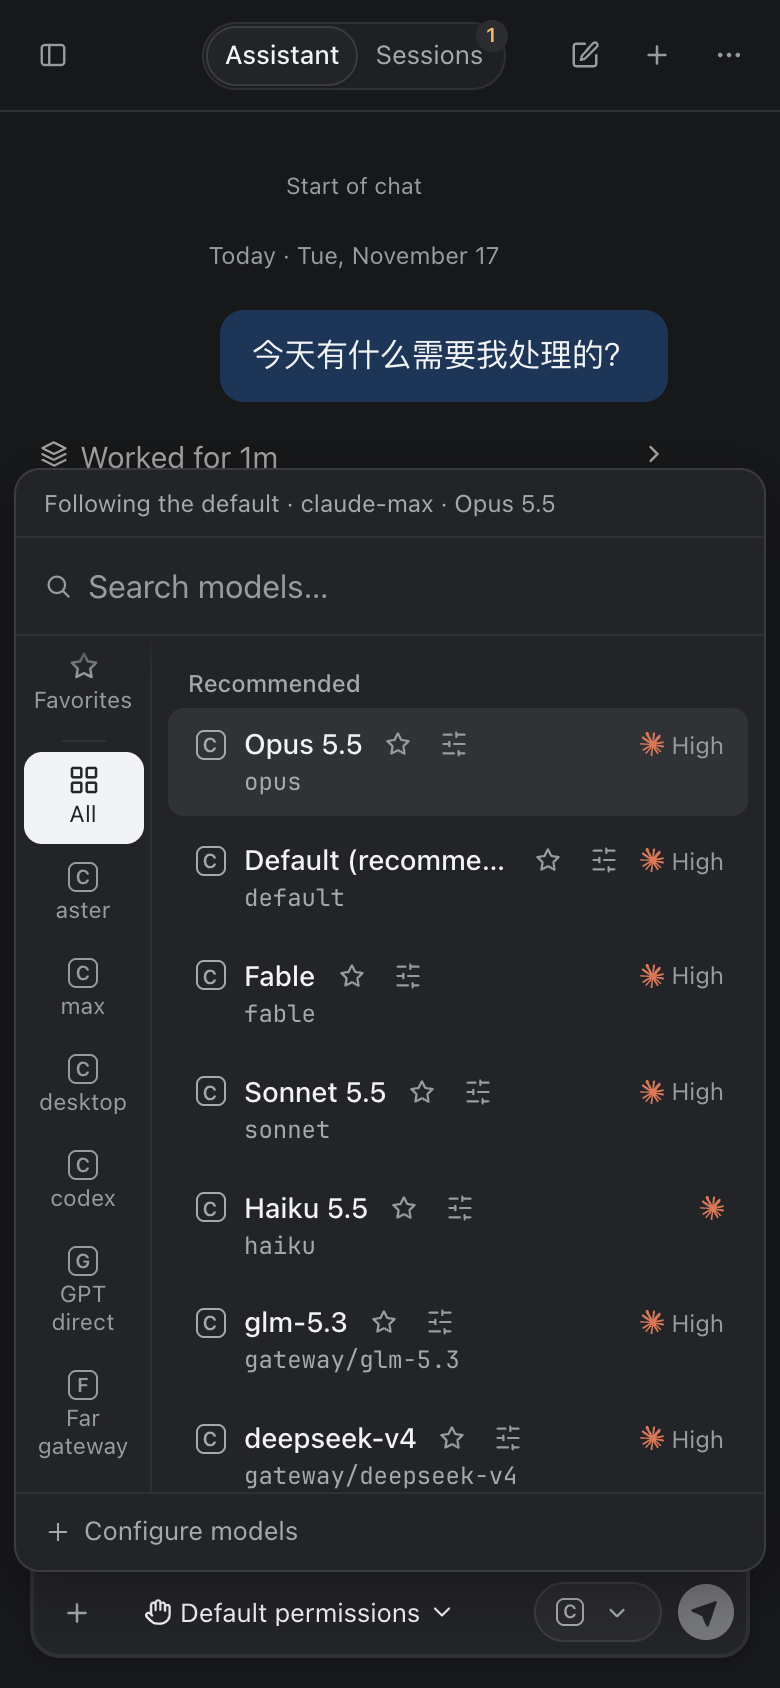 Assistant
Sessions
1
Start of chat
Today · Tue, November 17
今天有什么需要我处理的?
Worked for 1m
Following the default · claude-max · Opus 5.5
Search models...
Favorites
All
C
aster
C
max
C
desktop
C
codex
G
GPT
direct
F
Far
gateway
Recommended
C Opus 5.5 High
opus
C Default (recomme... High
default
C Fable High
fable
C Sonnet 5.5 High
sonnet
C Haiku 5.5
haiku
C glm-5.3 High
gateway/glm-5.3
C deepseek-v4 High
gateway/deepseek-v4
Configure models
Default permissions
C